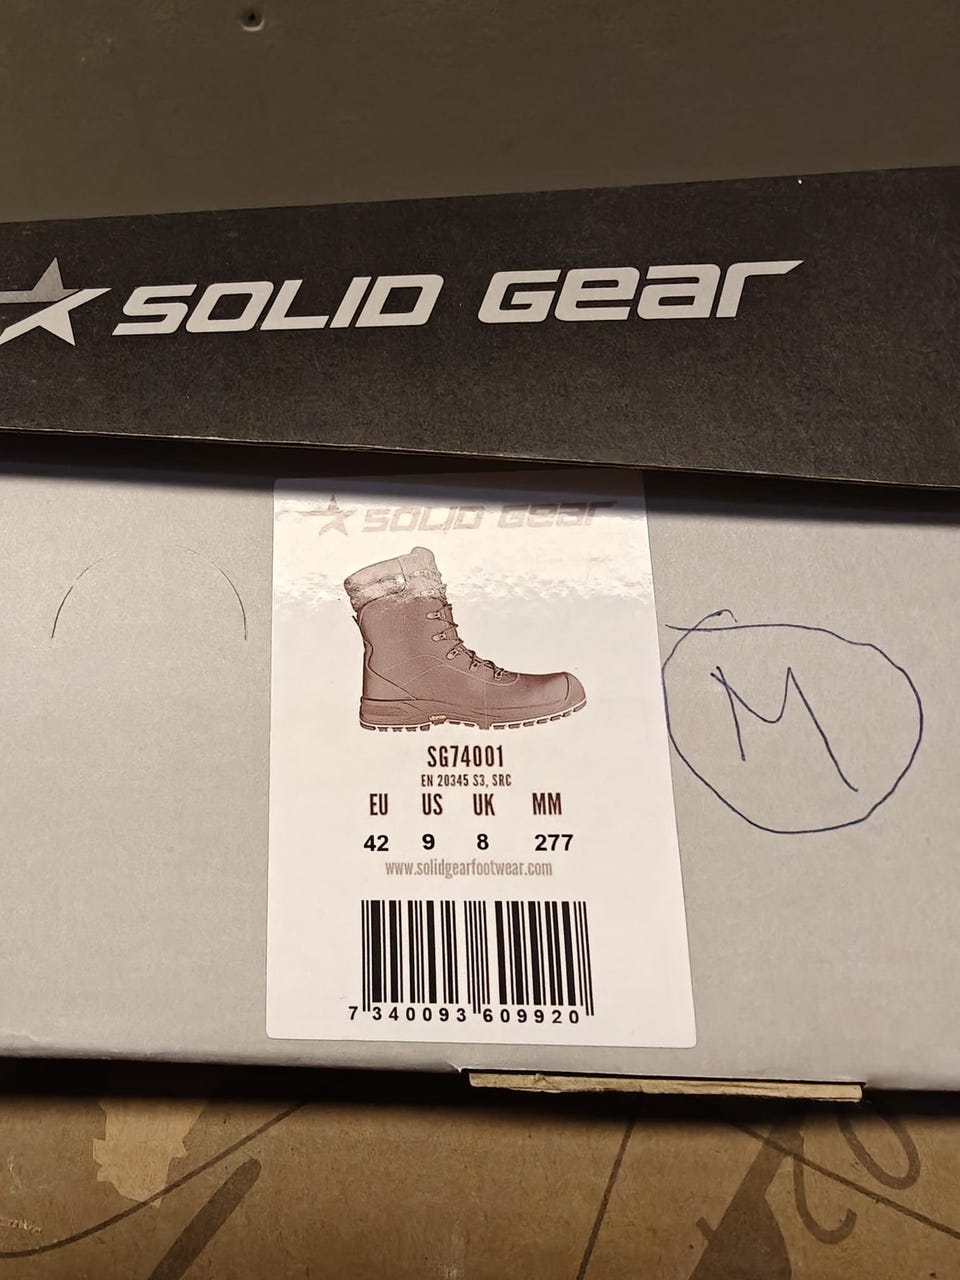 SOLID GEAR
SOLID GEAR
SG74001
EN 20345 S3, SRC
EU US UK MM
42 9 8 277
www.solidgearfootwear.com
7 340093 609920
M